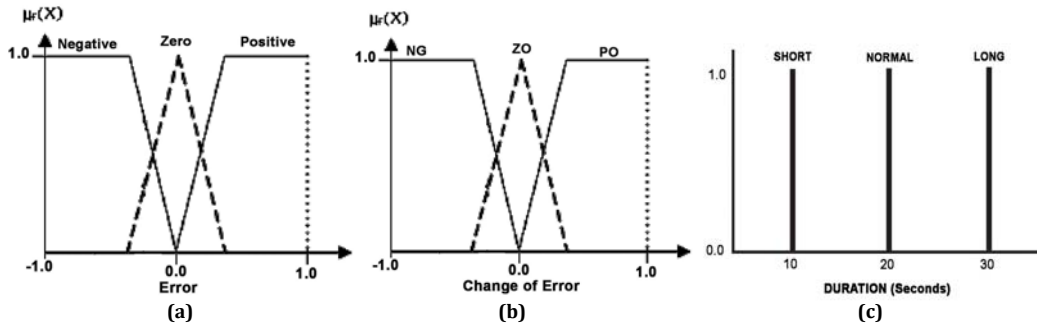 μF(X)
Negative
Zero
Positive
1.0
-1.0
0.0
1.0
Error
(a)
μF(X)
NG
ZO
PO
1.0
-1.0
0.0
1.0
Change of Error
(b)
SHORT
NORMAL
LONG
1.0
0.0
10
20
30
DURATION (Seconds)
(c)